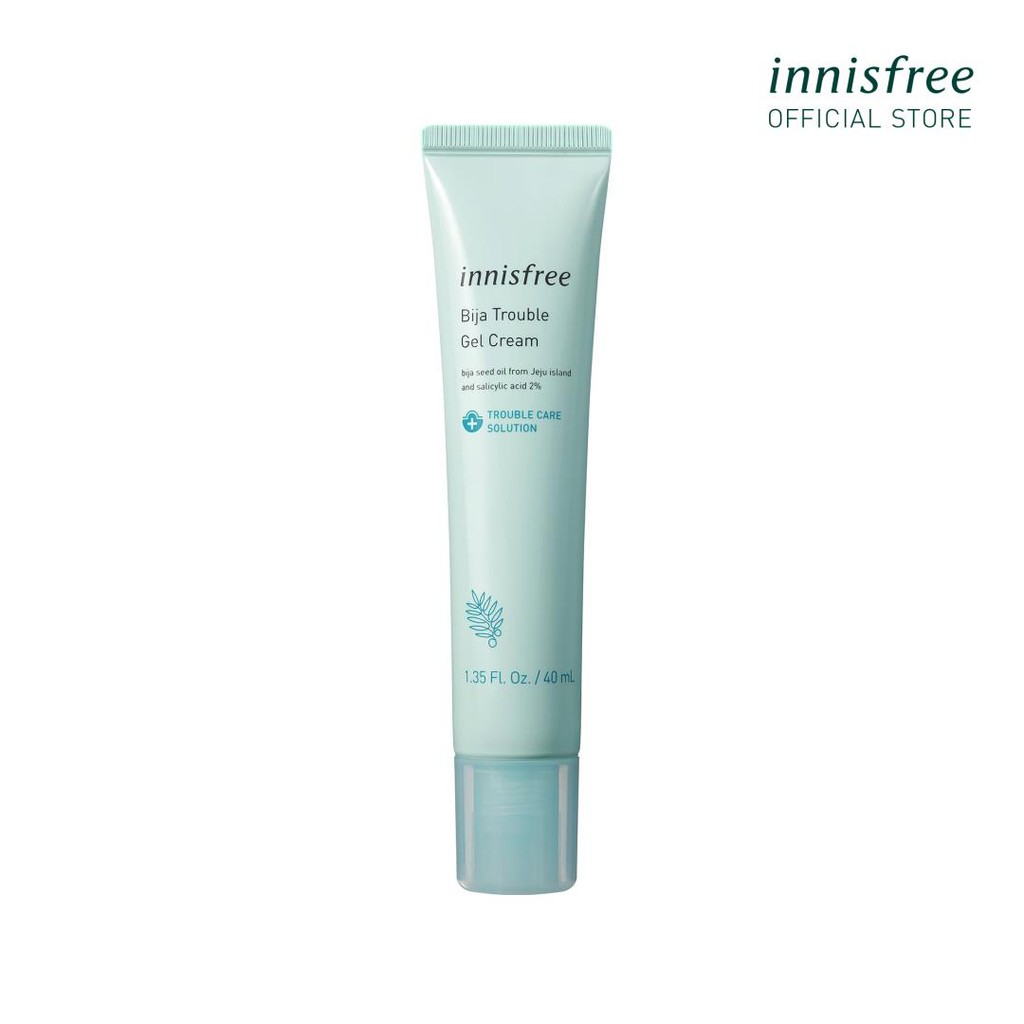 innisfree
OFFICIAL STORE
innisfree
Bija Trouble
Gel Cream
bija seed oil from Jeju island
and salicylic acid 2%
TROUBLE CARE
SOLUTION
1.35 Fl. Oz. / 40 mL